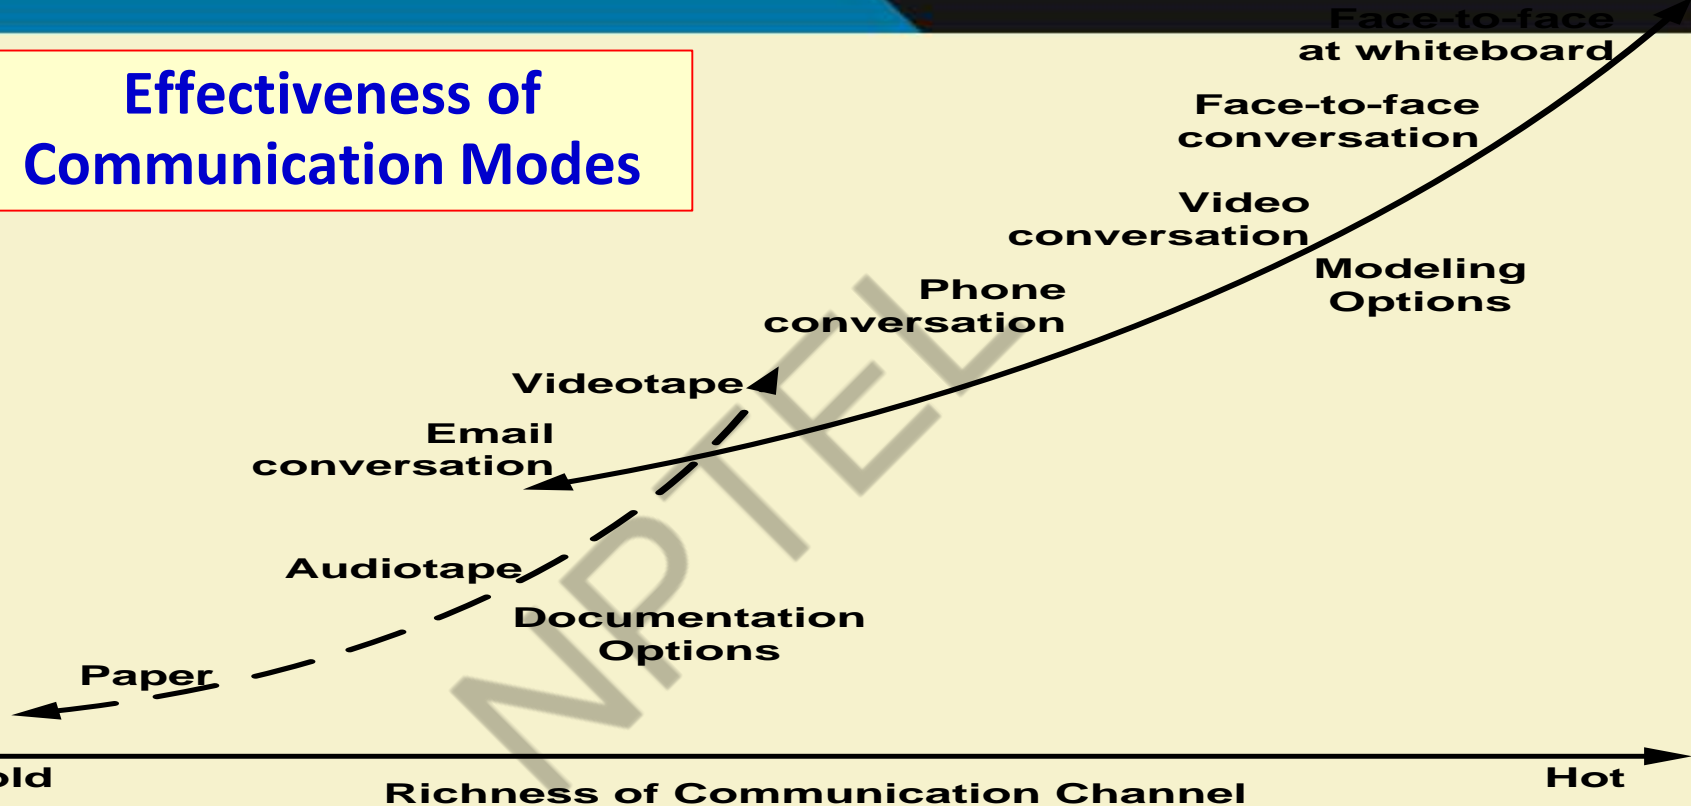 Effectiveness of
Communication Modes
Face-to-face
at whiteboard
Face-to-face
conversation
Video
conversation
Modeling
Options
Phone
conversation
Videotape
Email
conversation
Audiotape
Documentation
Options
Paper
old
Hot
Richness of Communication Channel
NPTEL